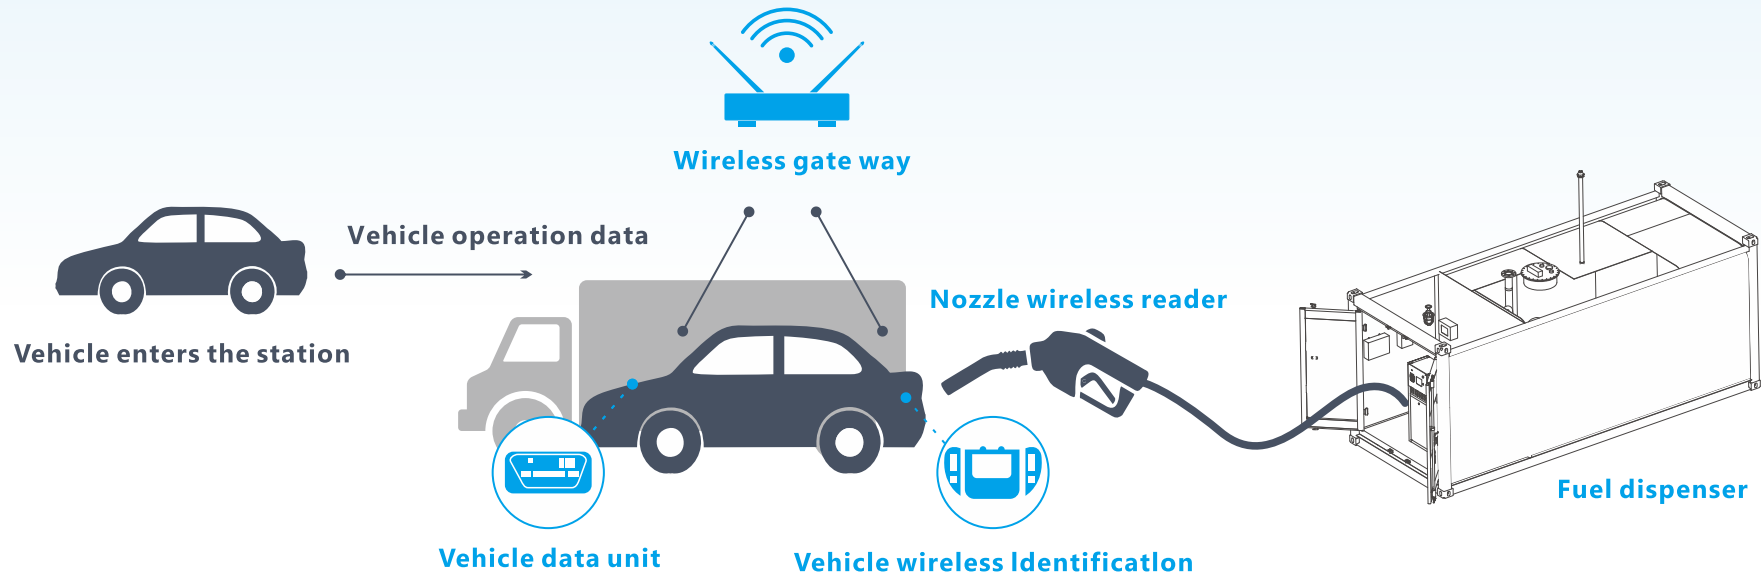 Wireless gate way
Vehicle operation data
Nozzle wireless reader
Vehicle enters the station
Fuel dispenser
Vehicle data unit
Vehicle wireless ldentificatlon